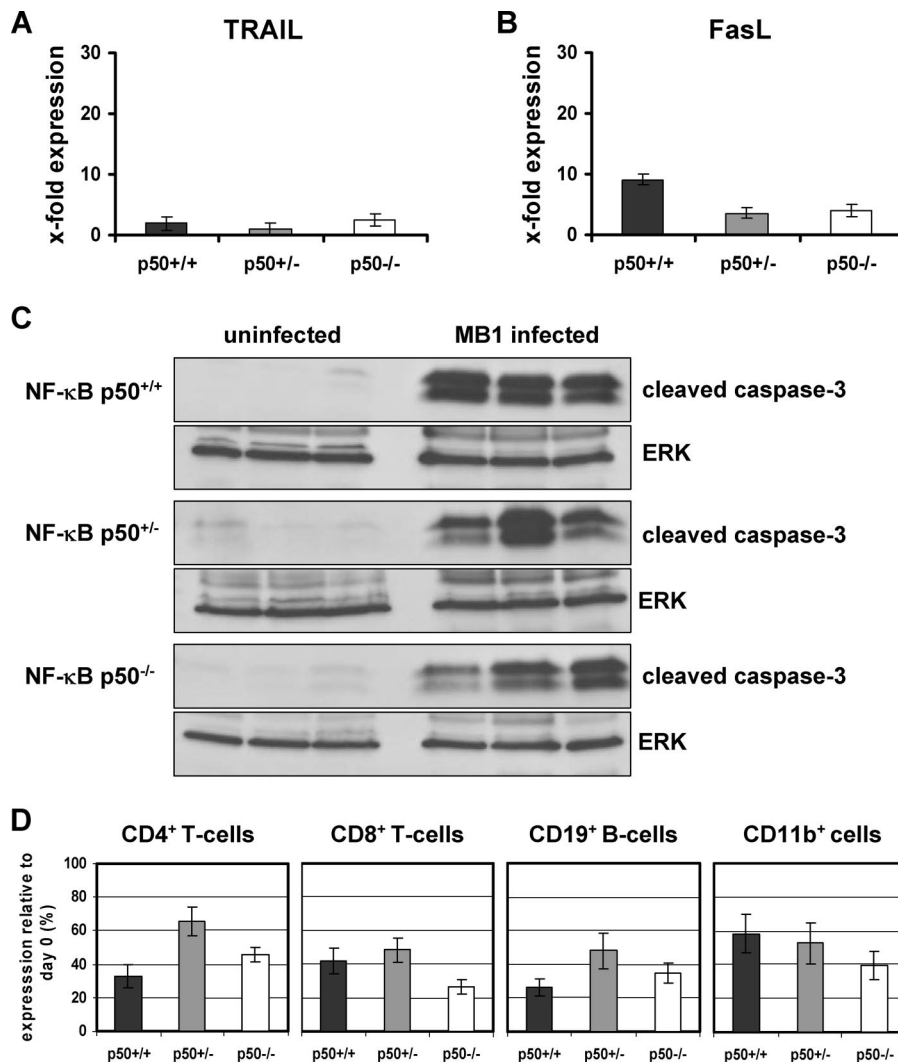 A
TRAIL
x-fold expression
30
20
10
0
p50+/+ p50+/- p50-/-
B
FasL
x-fold expression
30
20
10
0
p50+/+ p50+/- p50-/-
C
uninfected MB1 infected
NF-κB p50+/+ cleaved caspase-3
ERK
NF-κB p50+/- cleaved caspase-3
ERK
NF-κB p50-/- cleaved caspase-3
ERK
D
CD4+ T-cells CD8+ T-cells CD19+ B-cells CD11b+ cells
expresssion relative to
day 0 (%)
100
80
60
40
20
0
p50+/+ p50+/- p50-/- p50+/+ p50+/- p50-/- p50+/+ p50+/- p50-/- p50+/+ p50+/- p50-/-